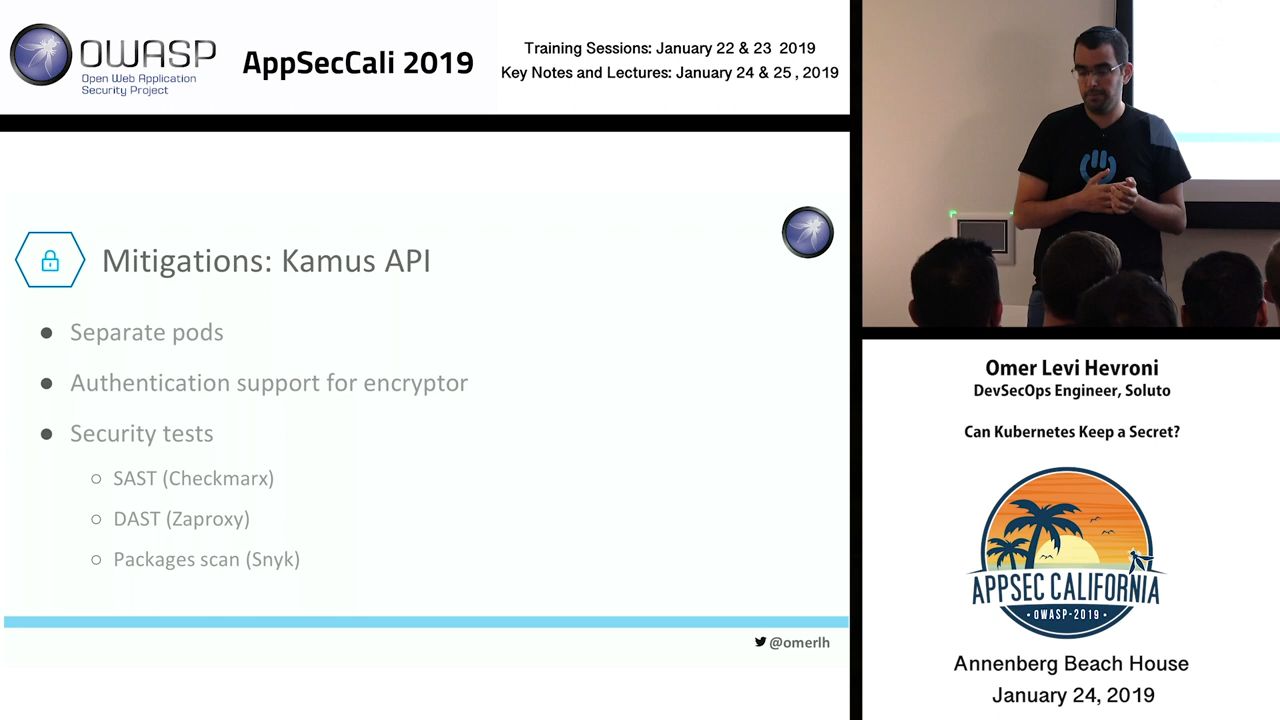 OWASP
Open Web Application
Security Project
AppSecCali 2019
Training Sessions: January 22 & 23 2019
Key Notes and Lectures: January 24 & 25 , 2019
Mitigations: Kamus API
● Separate pods
● Authentication support for encryptor
● Security tests
○ SAST (Checkmarx)
○ DAST (Zaproxy)
○ Packages scan (Snyk)
@omerlh
Omer Levi Hevroni
DevSecOps Engineer, Soluto
Can Kubernetes Keep a Secret?
APPSEC CALIFORNIA
• OWASP-2019 •
Annenberg Beach House
January 24, 2019